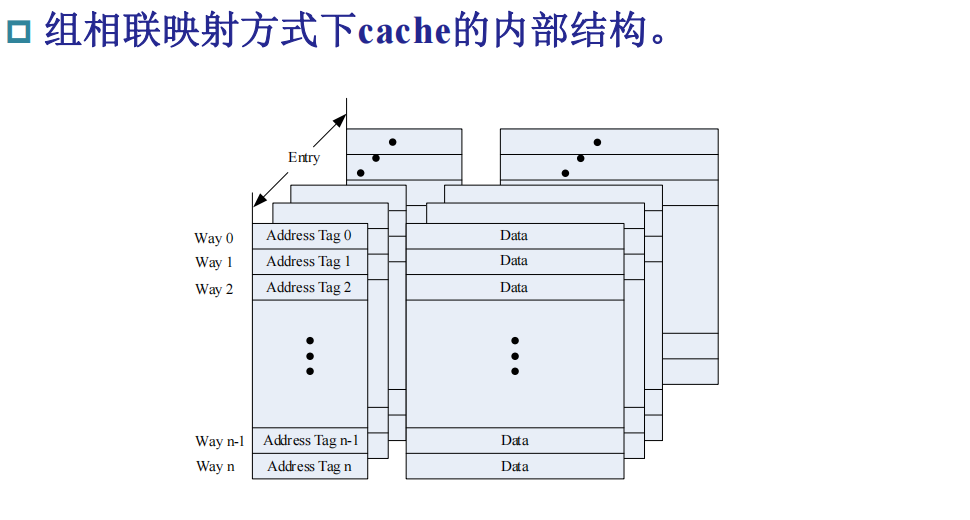 组相联映射方式下cache的内部结构。
Entry
Way 0 Address Tag 0 Data
Way 1 Address Tag 1 Data
Way 2 Address Tag 2 Data
Way n-1 Address Tag n-1 Data
Way n Address Tag n Data